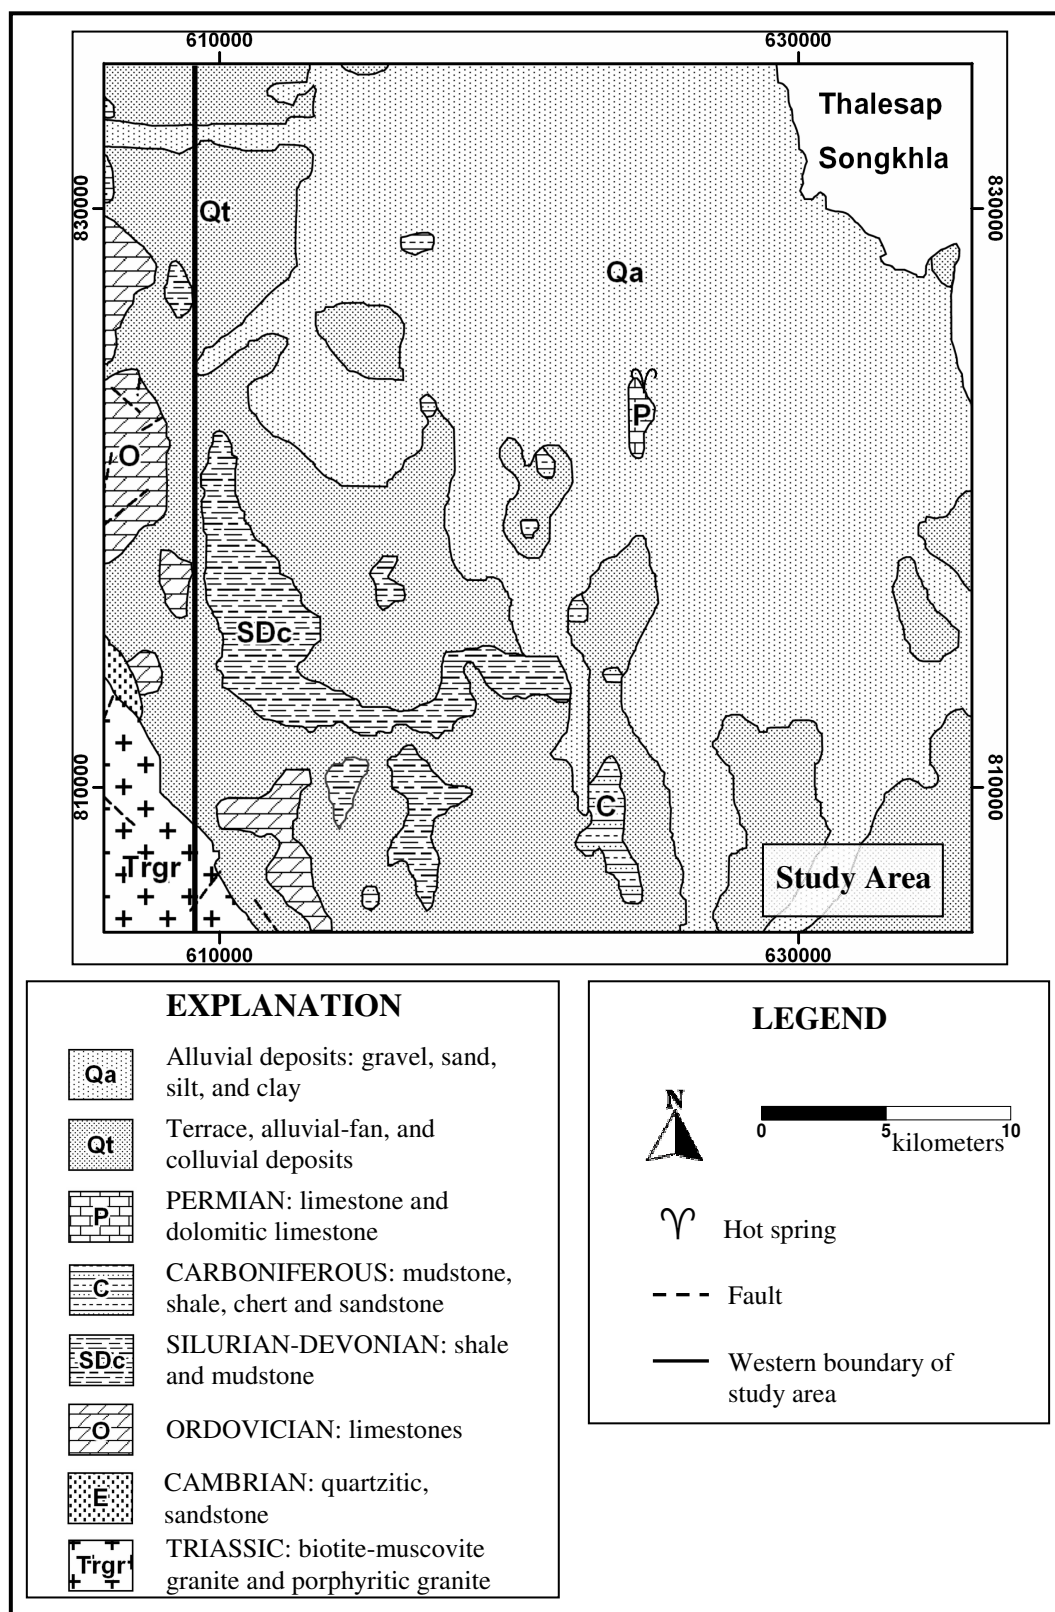 610000
630000
Thalesap
Songkhla
830000
830000
Qt
Qa
P
O
SDc
810000
810000
C
Trgr
Study Area
610000
630000
EXPLANATION
Qa
Alluvial deposits: gravel, sand,
silt, and clay
Qt
Terrace, alluvial-fan, and
colluvial deposits
P
PERMIAN: limestone and
dolomitic limestone
C
CARBONIFEROUS: mudstone,
shale, chert and sandstone
SDc
SILURIAN-DEVONIAN: shale
and mudstone
O
ORDOVICIAN: limestones
E
CAMBRIAN: quartzitic,
sandstone
Trgr
TRIASSIC: biotite-muscovite
granite and porphyritic granite
LEGEND
N
0 5 10
kilometers
Hot spring
Fault
Western boundary of
study area